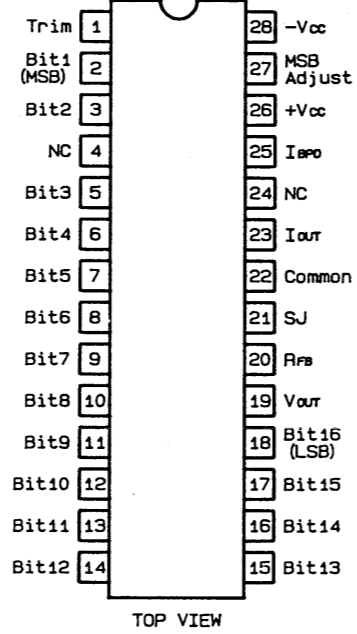 Trim 1 28 -Vcc
Bit1 2 27 MSB
(MSB) Adjust
Bit2 3 26 +Vcc
NC 4 25 IBPO
Bit3 5 24 NC
Bit4 6 23 IOUT
Bit5 7 22 Common
Bit6 8 21 SJ
Bit7 9 20 RFB
Bit8 10 19 VOUT
Bit9 11 18 Bit16
(LSB)
Bit10 12 17 Bit15
Bit11 13 16 Bit14
Bit12 14 15 Bit13
TOP VIEW